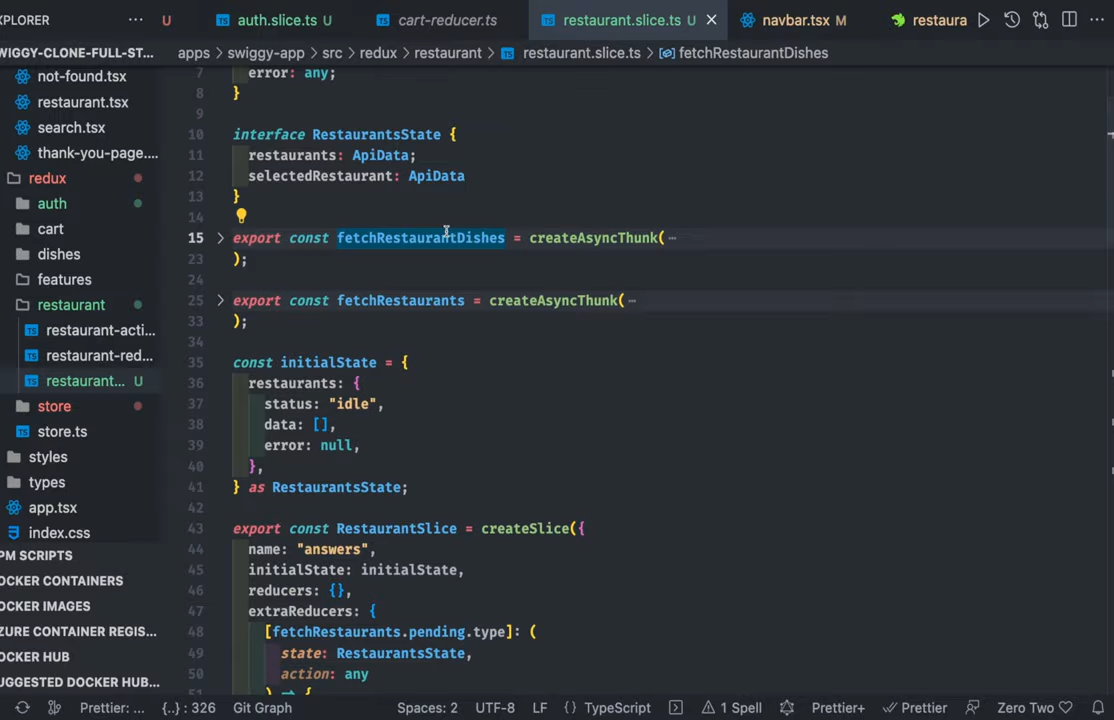 XPLORER
U
auth.slice.ts U
cart-reducer.ts
restaurant.slice.ts U
navbar.tsx M
restaura
WIGGY-CLONE-FULL-ST...
apps > swiggy-app > src > redux > restaurant > restaurant.slice.ts > fetchRestaurantDishes
not-found.tsx
restaurant.tsx
search.tsx
thank-you-page....
redux
auth
cart
dishes
features
restaurant
restaurant-acti...
restaurant-red...
restaurant... U
store
store.ts
styles
types
app.tsx
index.css
PM SCRIPTS
OCKER CONTAINERS
OCKER IMAGES
ZURE CONTAINER REGIS...
OCKER HUB
UGGESTED DOCKER HUB...
7 error: any;
8 }
9
10 interface RestaurantsState {
11 restaurants: ApiData;
12 selectedRestaurant: ApiData
13 }
14
15 > export const fetchRestaurantDishes = createAsyncThunk(⋯
23 );
24
25 > export const fetchRestaurants = createAsyncThunk(⋯
33 );
34
35 const initialState = {
36 restaurants: {
37 status: "idle",
38 data: [],
39 error: null,
40 },
41 } as RestaurantsState;
42
43 export const RestaurantSlice = createSlice({
44 name: "answers",
45 initialState: initialState,
46 reducers: {},
47 extraReducers: {
48 [fetchRestaurants.pending.type]: (
49 state: RestaurantsState,
50 action: any
51 ) => {
Prettier: ... {..} : 326 Git Graph Spaces: 2 UTF-8 LF {} TypeScript 1 Spell Prettier+ Prettier Zero Two